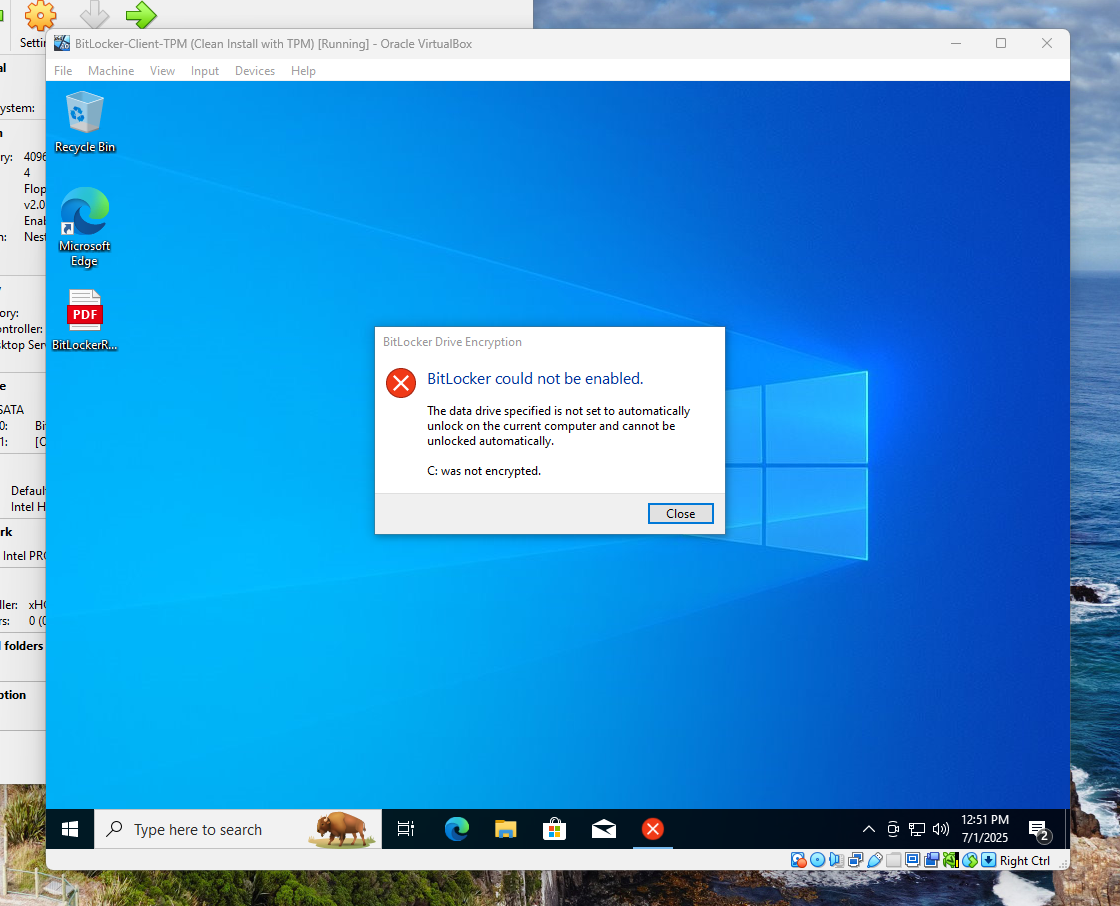 Settin
BitLocker-Client-TPM (Clean Install with TPM) [Running] - Oracle VirtualBox
File Machine View Input Devices Help
al
ystem:
n
ry: 4096
4
Flop
v2.0
Enab
n: Nest
ory:
ontroller:
sktop Serv
e
SATA
0: Bi
1: [O
Defaul
Intel H
rk
Intel PRO
ller: xHC
rs: 0 (0
l folders
ption
Recycle Bin
Microsoft
Edge
PDF
BitLockerR...
BitLocker Drive Encryption
BitLocker could not be enabled.
The data drive specified is not set to automatically
unlock on the current computer and cannot be
unlocked automatically.
C: was not encrypted.
Close
Type here to search
12:51 PM
7/1/2025
2
Right Ctrl